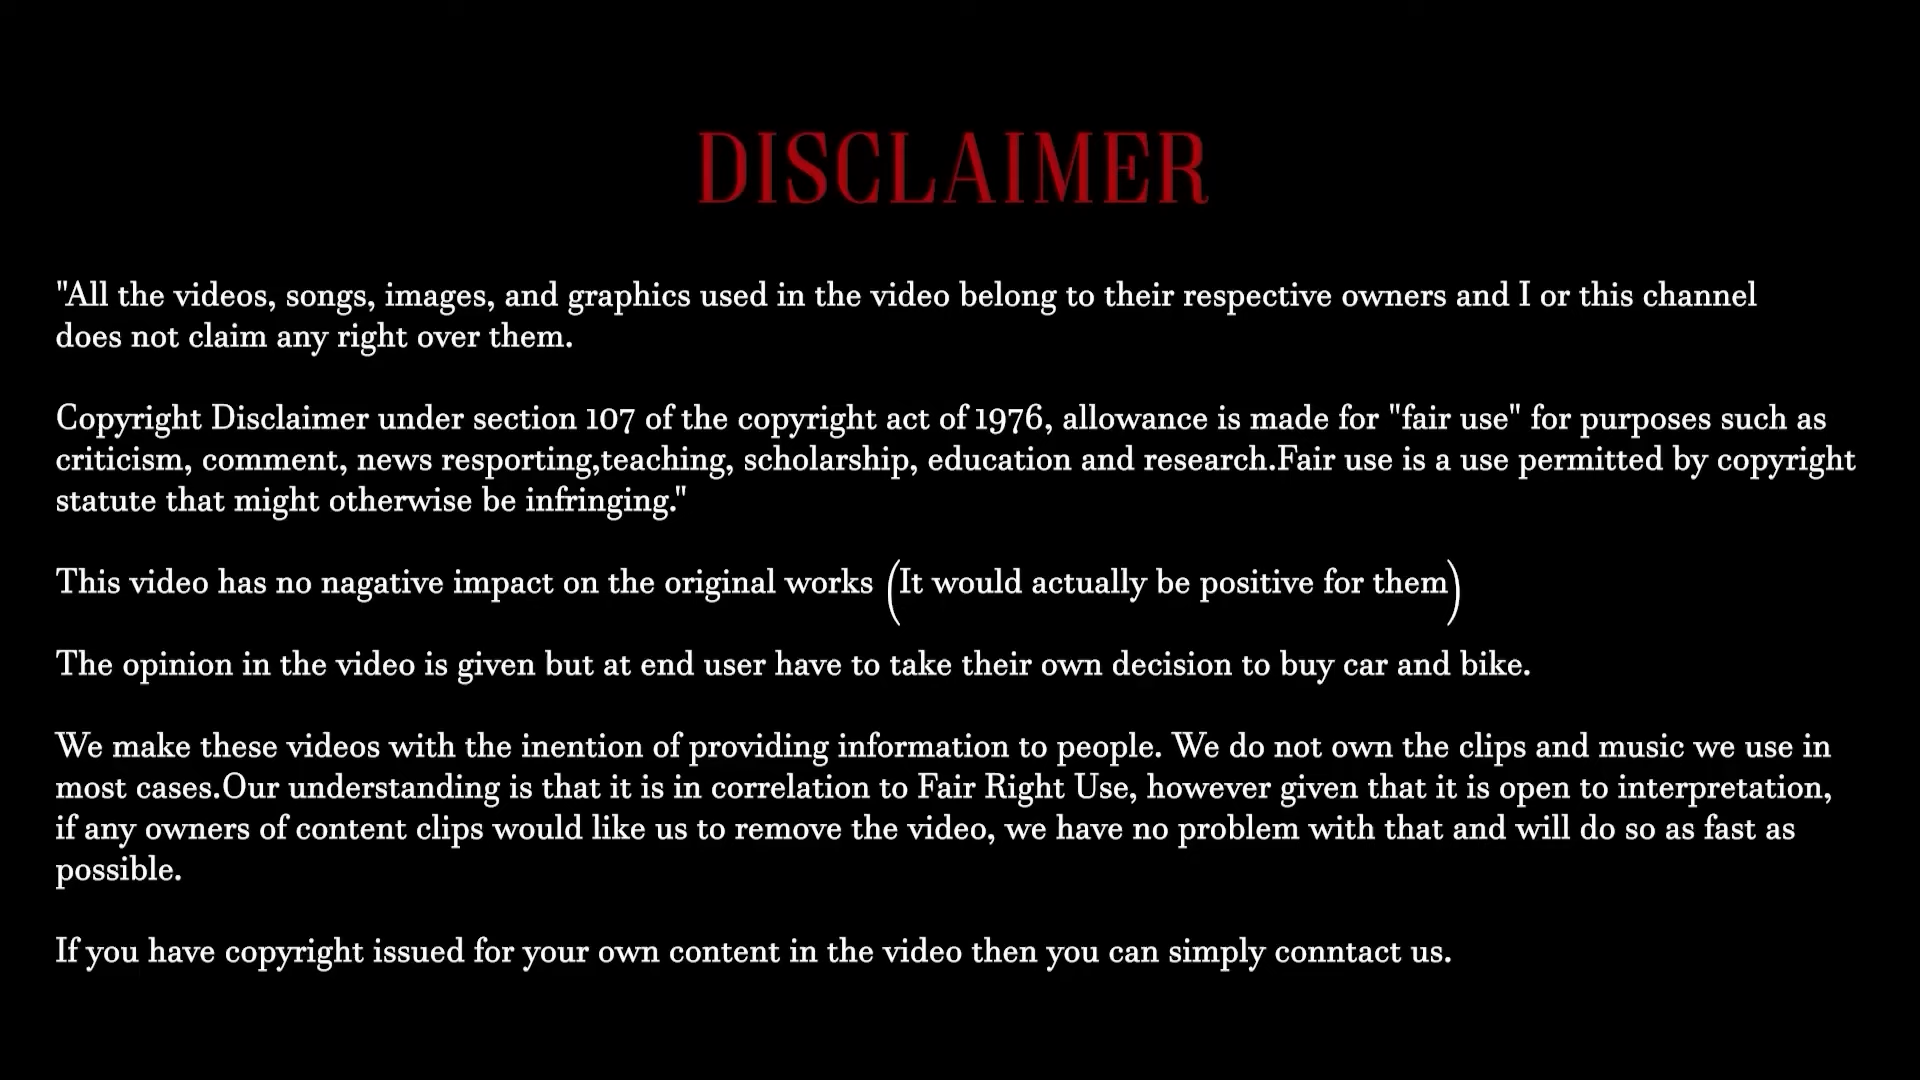 DISCLAIMER
"All the videos, songs, images, and graphics used in the video belong to their respective owners and I or this channel
does not claim any right over them.
Copyright Disclaimer under section 107 of the copyright act of 1976, allowance is made for "fair use" for purposes such as
criticism, comment, news resporting,teaching, scholarship, education and research.Fair use is a use permitted by copyright
statute that might otherwise be infringing."
This video has no nagative impact on the original works (It would actually be positive for them)
The opinion in the video is given but at end user have to take their own decision to buy car and bike.
We make these videos with the inention of providing information to people. We do not own the clips and music we use in
most cases.Our understanding is that it is in correlation to Fair Right Use, however given that it is open to interpretation,
if any owners of content clips would like us to remove the video, we have no problem with that and will do so as fast as
possible.
If you have copyright issued for your own content in the video then you can simply conntact us.